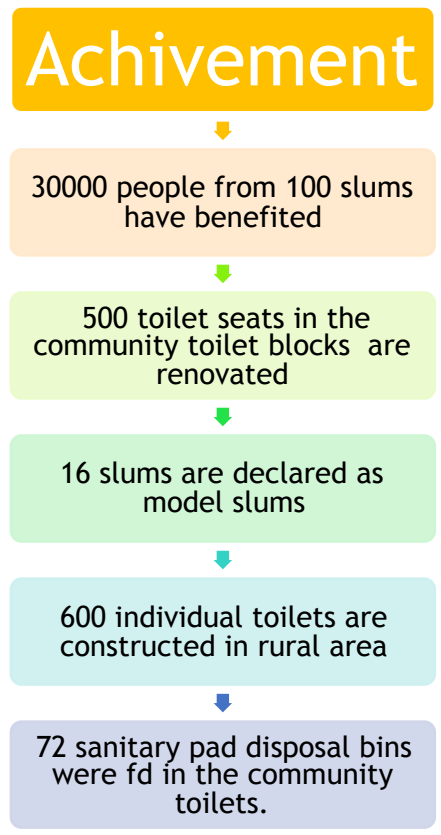 Achivement
30000 people from 100 slums
have benefited
500 toilet seats in the
community toilet blocks are
renovated
16 slums are declared as
model slums
600 individual toilets are
constructed in rural area
72 sanitary pad disposal bins
were fd in the community
toilets.